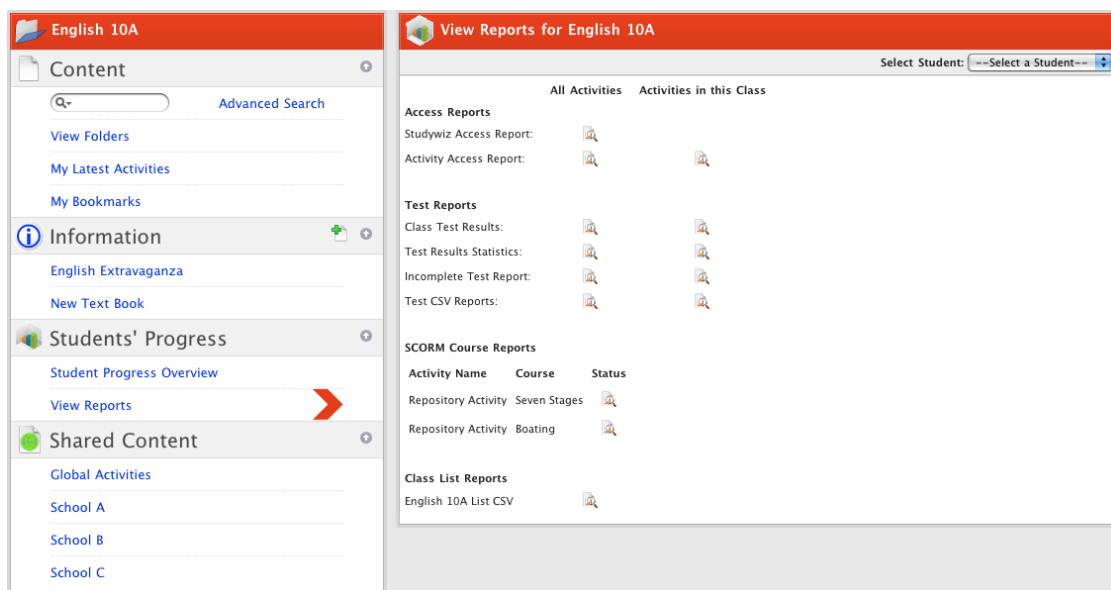 English 10A
Content
Advanced Search
View Folders
My Latest Activities
My Bookmarks
Information
English Extravaganza
New Text Book
Students' Progress
Student Progress Overview
View Reports
Shared Content
Global Activities
School A
School B
School C
View Reports for English 10A
Select Student: --Select a Student--
All Activities Activities in this Class
Access Reports
Studywiz Access Report:
Activity Access Report:
Test Reports
Class Test Results:
Test Results Statistics:
Incomplete Test Report:
Test CSV Reports:
SCORM Course Reports
Activity Name Course Status
Repository Activity Seven Stages
Repository Activity Boating
Class List Reports
English 10A List CSV